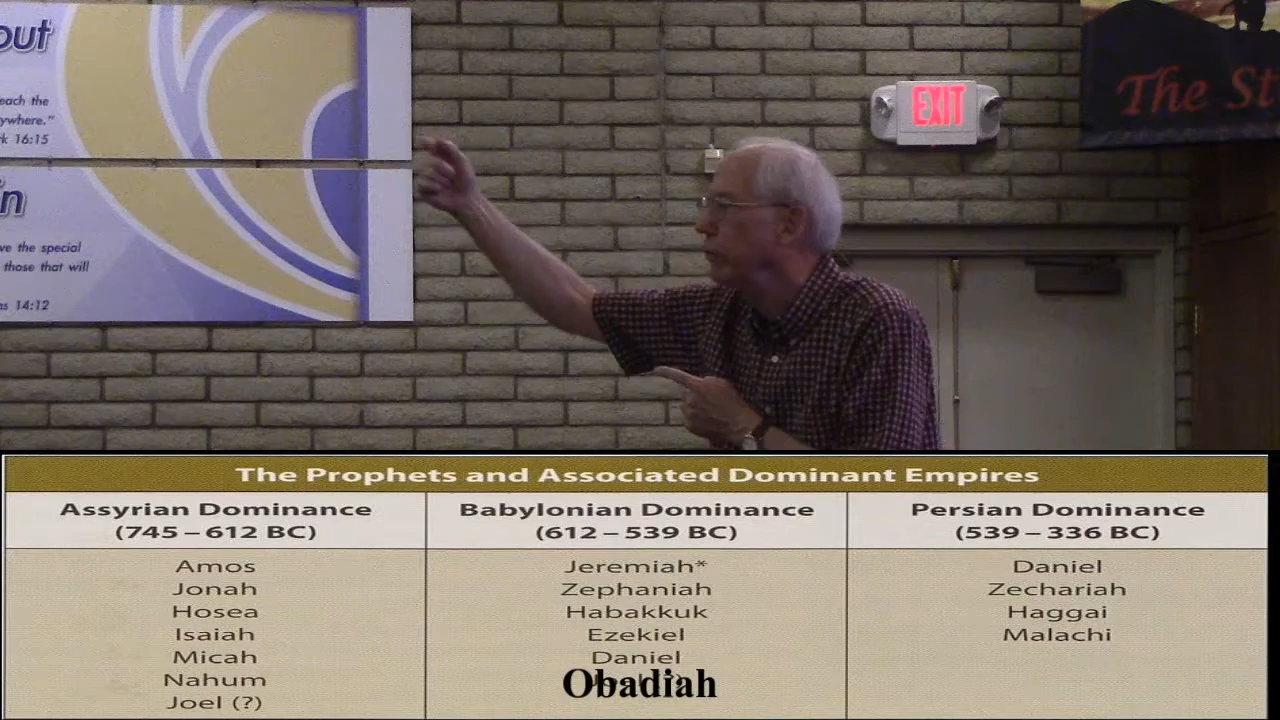 out
each the
ywhere."
k 16:15
in
ve the special
those that will
s 14:12
EXIT
The St
The Prophets and Associated Dominant Empires
Assyrian Dominance
(745 – 612 BC)
Amos
Jonah
Hosea
Isaiah
Micah
Nahum
Joel (?)
Babylonian Dominance
(612 – 539 BC)
Jeremiah*
Zephaniah
Habakkuk
Ezekiel
Daniel
Obadiah
Persian Dominance
(539 – 336 BC)
Daniel
Zechariah
Haggai
Malachi